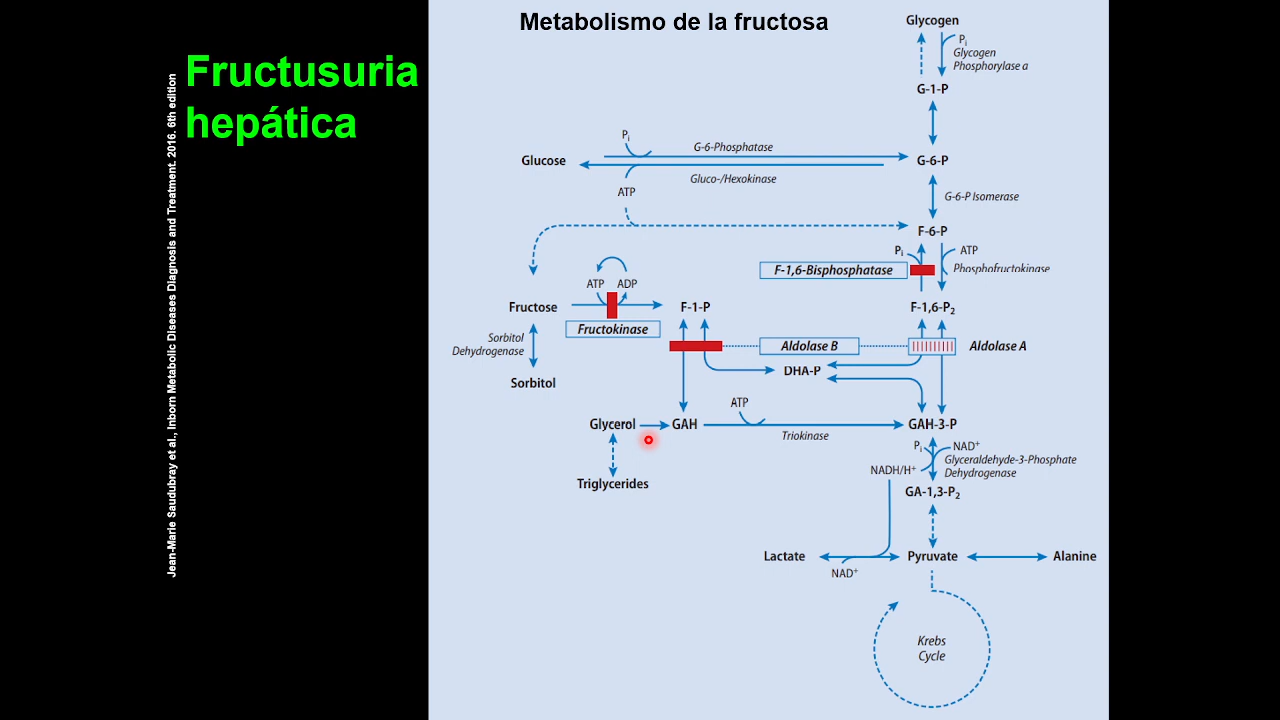 Metabolismo de la fructosa
Fructusuria
hepática
Jean-Marie Saudubray et al., Inborn Metabolic Diseases Diagnosis and Treatment. 2016. 6th edition
Glycogen
Pi
Glycogen
Phosphorylase a
G-1-P
Pi
G-6-Phosphatase
Glucose
G-6-P
Gluco-/Hexokinase
ATP
G-6-P Isomerase
F-6-P
Pi
ATP
F-1,6-Bisphosphatase
Phosphofructokinase
ATP
ADP
Fructose
F-1-P
F-1,6-P2
Fructokinase
Sorbitol
Dehydrogenase
Aldolase B
Aldolase A
DHA-P
Sorbitol
ATP
Glycerol
GAH
GAH-3-P
Triokinase
Pi
NAD+
Glyceraldehyde-3-Phosphate
Dehydrogenase
NADH/H+
Triglycerides
GA-1,3-P2
Lactate
Pyruvate
Alanine
NAD+
Krebs
Cycle